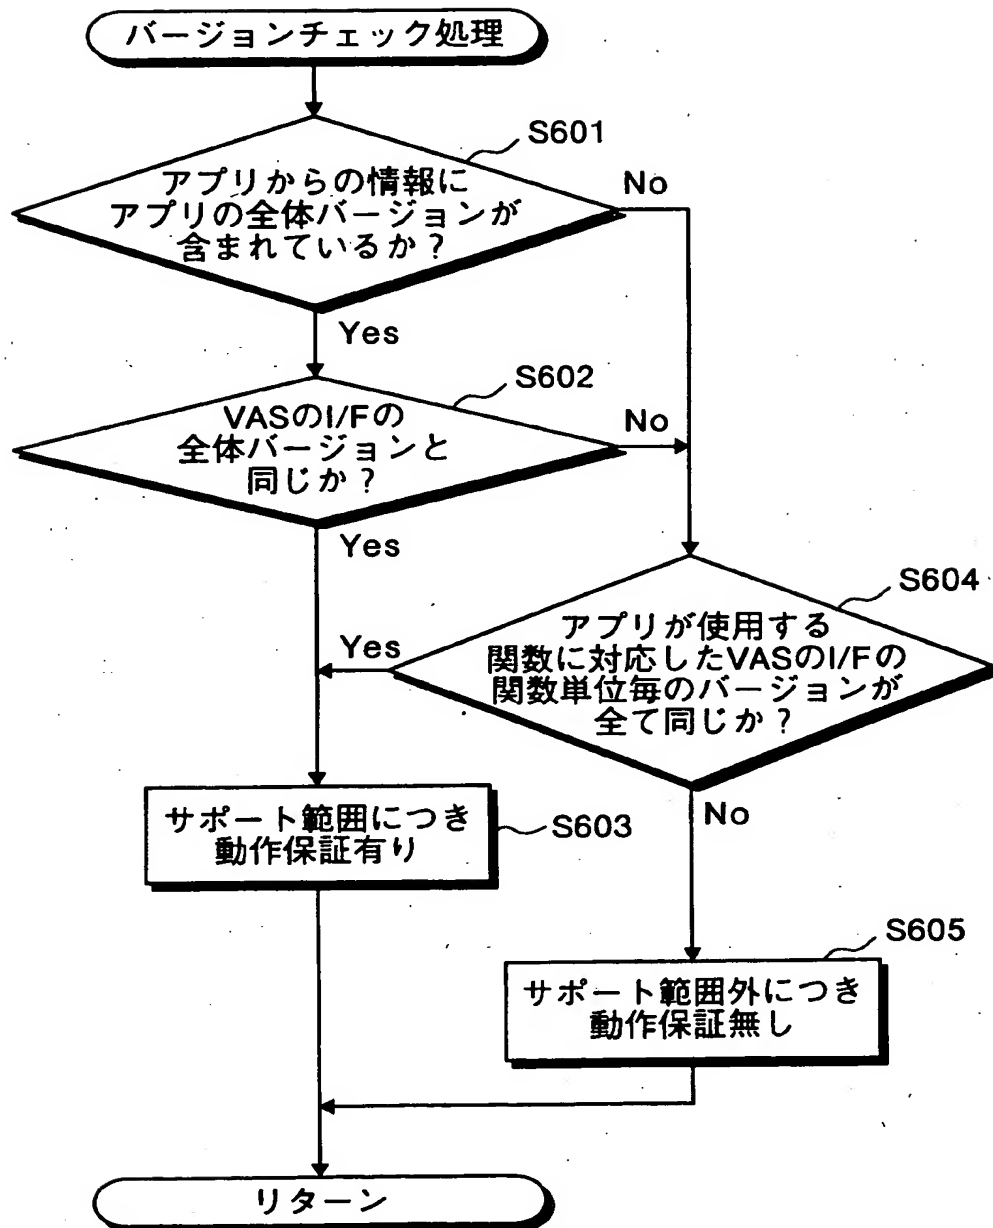 バージョンチェック処理
S601
アプリからの情報に
アプリの全体バージョンが
含まれているか？
No
Yes
S602
VASのI/Fの
全体バージョンと
同じか？
No
Yes
S604
アプリが使用する
関数に対応したVASのI/Fの
関数単位毎のバージョンが
全て同じか？
Yes
No
サポート範囲につき
動作保証有り
S603
S605
サポート範囲外につき
動作保証無し
リターン